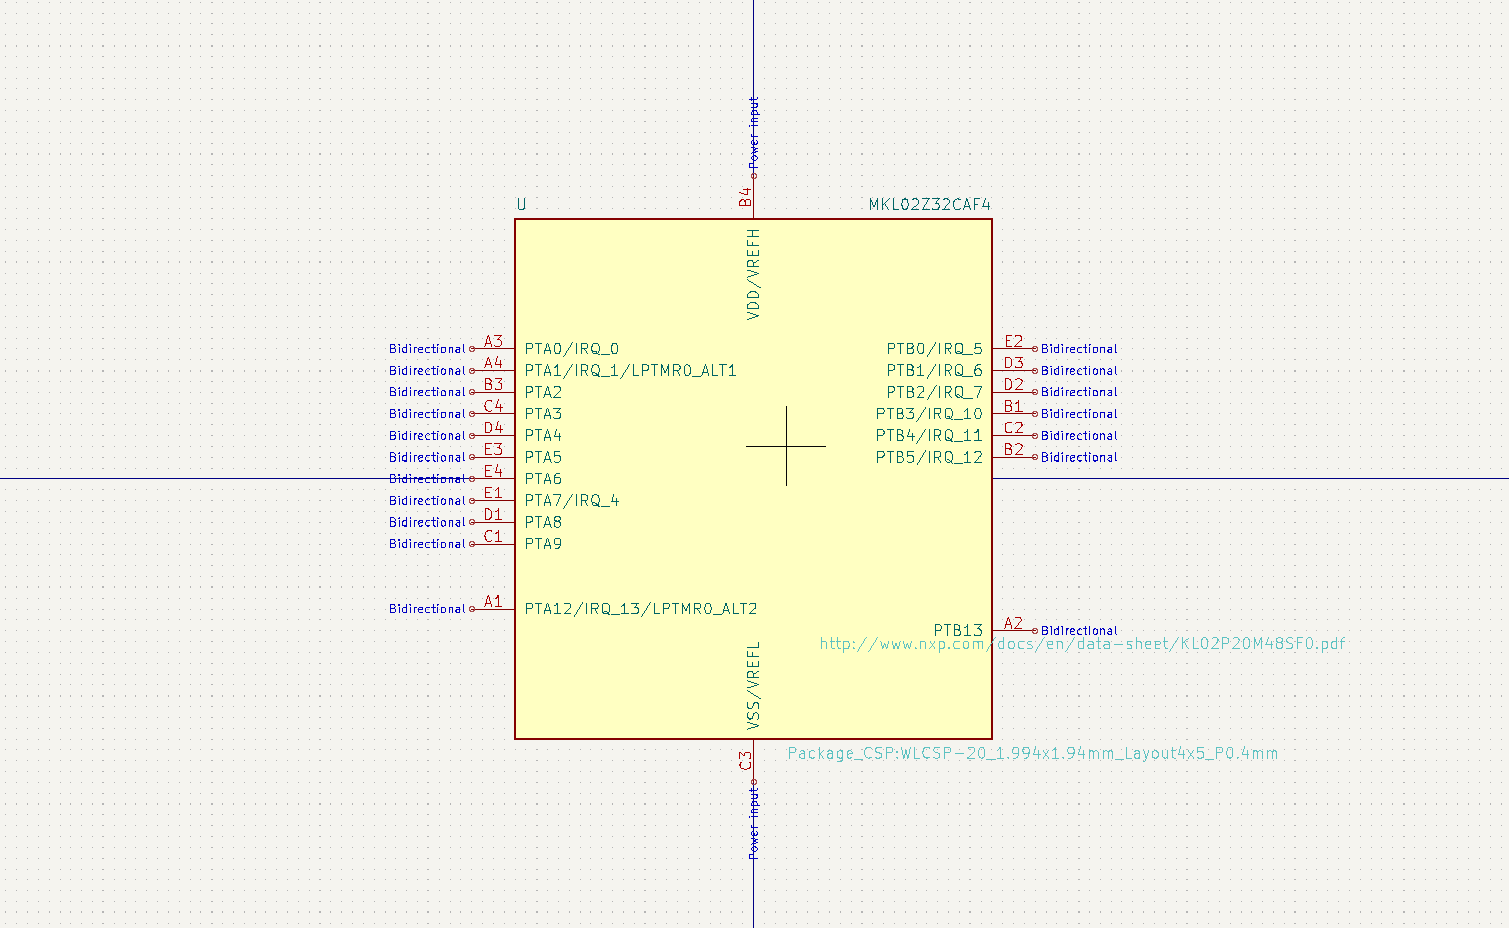 Power input
B4
U
MKL02Z32CAF4
VDD/VREFH
Bidirectional A3 PTA0/IRQ_0 PTB0/IRQ_5 E2 Bidirectional
Bidirectional A4 PTA1/IRQ_1/LPTMR0_ALT1 PTB1/IRQ_6 D3 Bidirectional
Bidirectional B3 PTA2 PTB2/IRQ_7 D2 Bidirectional
Bidirectional C4 PTA3 PTB3/IRQ_10 B1 Bidirectional
Bidirectional D4 PTA4 PTB4/IRQ_11 C2 Bidirectional
Bidirectional E3 PTA5 PTB5/IRQ_12 B2 Bidirectional
Bidirectional E4 PTA6
Bidirectional E1 PTA7/IRQ_4
Bidirectional D1 PTA8
Bidirectional C1 PTA9
Bidirectional A1 PTA12/IRQ_13/LPTMR0_ALT2
PTB13 A2 Bidirectional
http://www.nxp.com/docs/en/data-sheet/KL02P20M48SF0.pdf
VSS/VREFL
Package_CSP:WLCSP-20_1.994x1.94mm_Layout4x5_P0.4mm
C3
Power input